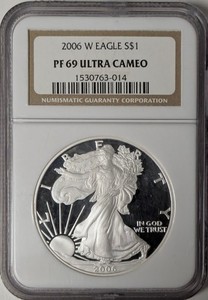 2006 W EAGLE S$1
PF 69 ULTRA CAMEO
1530763-014
NUMISMATIC GUARANTY CORPORATION
LIBERTY
IN GOD
WE TRUST
2006